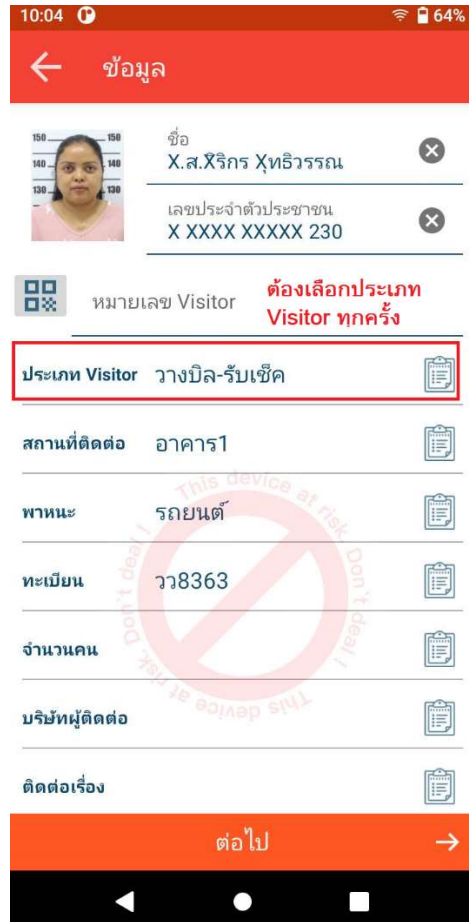 10:04 64%
ข้อมูล
150 150
140 140
130 130
ชื่อ
X.ส.Xิริกร Xุทธิวรรณ
เลขประจำตัวประชาชน
X XXXX XXXXX 230
หมายเลข Visitor
ต้องเลือกประเภท
Visitor ทุกครั้ง
ประเภท Visitor วางบิล-รับเช็ค
สถานที่ติดต่อ อาคาร1
This device at risk. Don't deal !
พาหนะ รถยนต์
ทะเบียน วว8363
จำนวนคน
This device at risk. Don't deal !
บริษัทผู้ติดต่อ
ติดต่อเรื่อง
ต่อไป